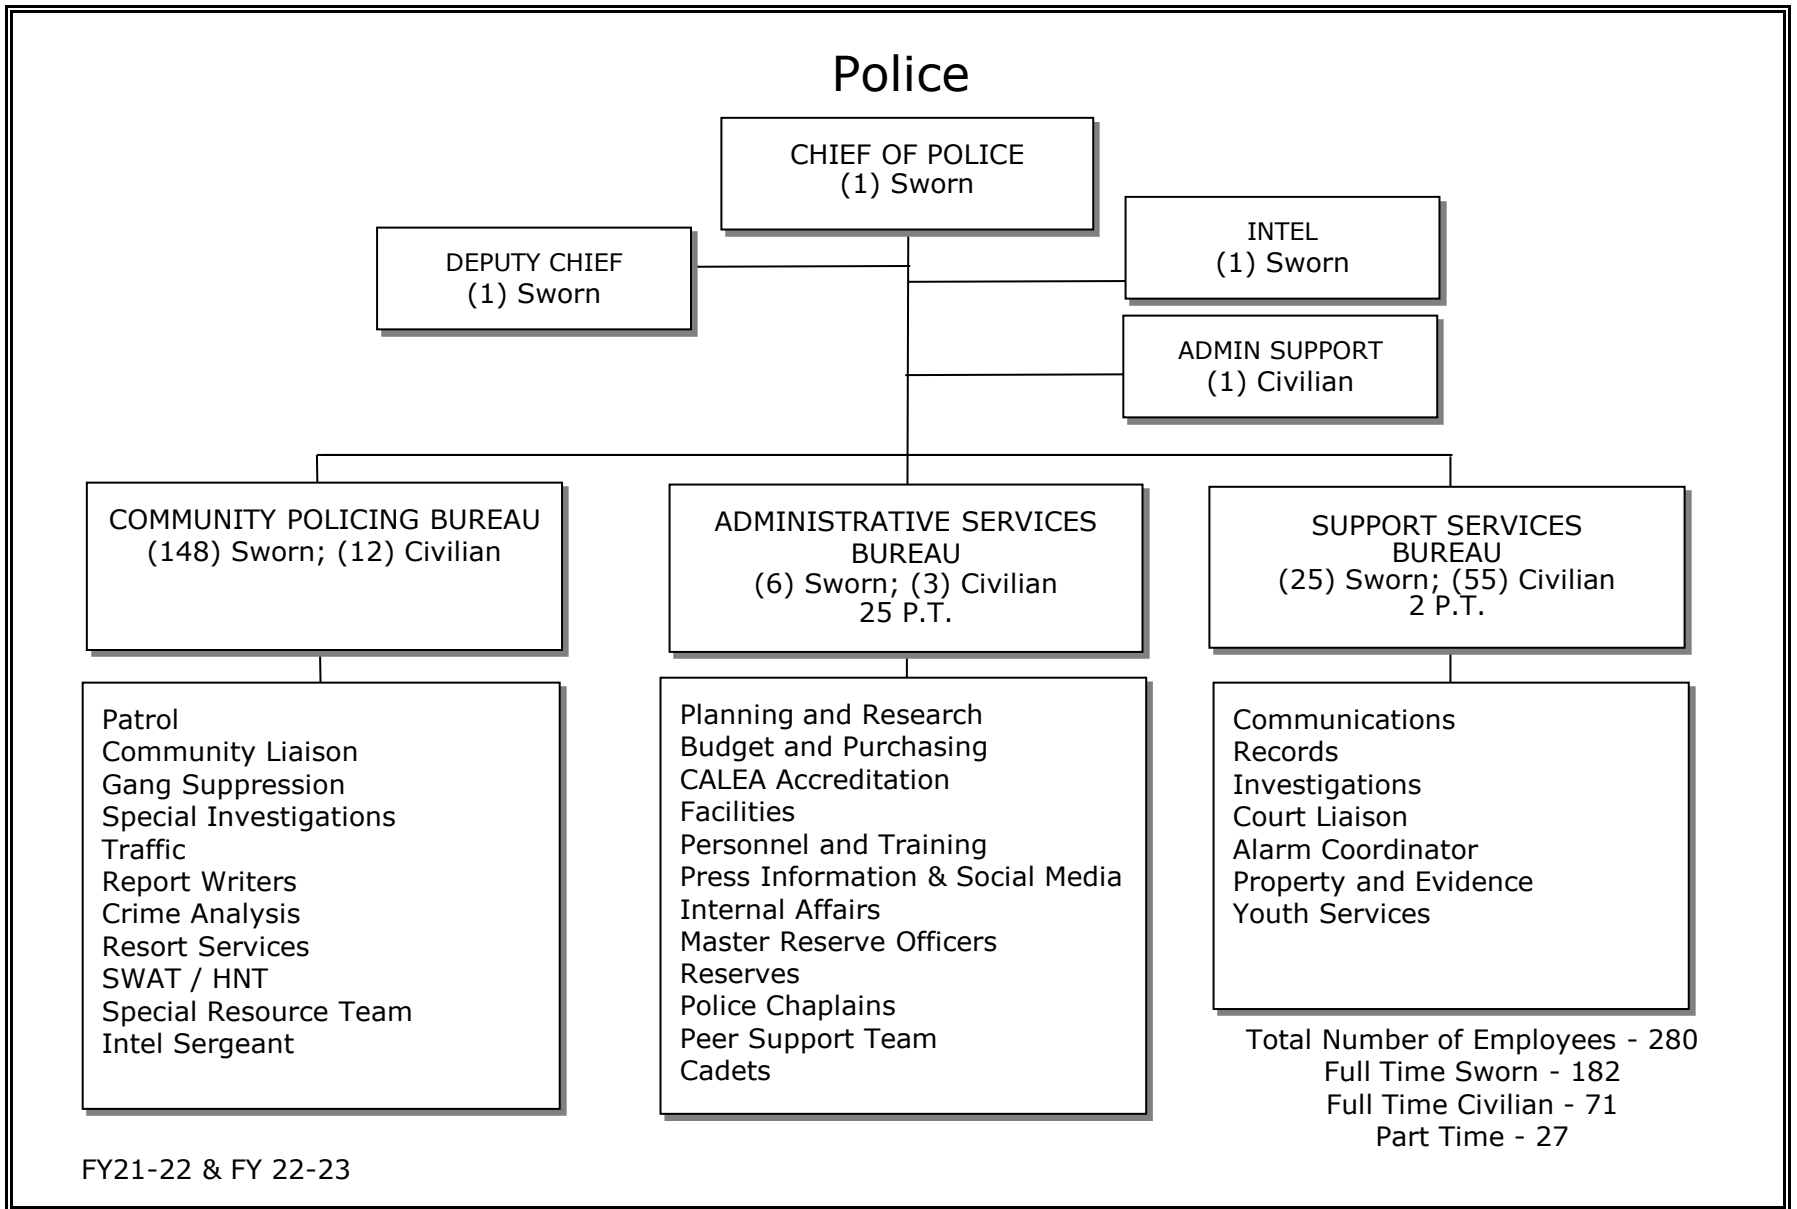 Police
CHIEF OF POLICE
(1) Sworn
DEPUTY CHIEF
(1) Sworn
INTEL
(1) Sworn
ADMIN SUPPORT
(1) Civilian
COMMUNITY POLICING BUREAU
(148) Sworn; (12) Civilian
ADMINISTRATIVE SERVICES
BUREAU
(6) Sworn; (3) Civilian
25 P.T.
SUPPORT SERVICES
BUREAU
(25) Sworn; (55) Civilian
2 P.T.
Patrol
Community Liaison
Gang Suppression
Special Investigations
Traffic
Report Writers
Crime Analysis
Resort Services
SWAT / HNT
Special Resource Team
Intel Sergeant
Planning and Research
Budget and Purchasing
CALEA Accreditation
Facilities
Personnel and Training
Press Information & Social Media
Internal Affairs
Master Reserve Officers
Reserves
Police Chaplains
Peer Support Team
Cadets
Communications
Records
Investigations
Court Liaison
Alarm Coordinator
Property and Evidence
Youth Services
Total Number of Employees - 280
Full Time Sworn - 182
Full Time Civilian - 71
Part Time - 27
FY21-22 & FY 22-23